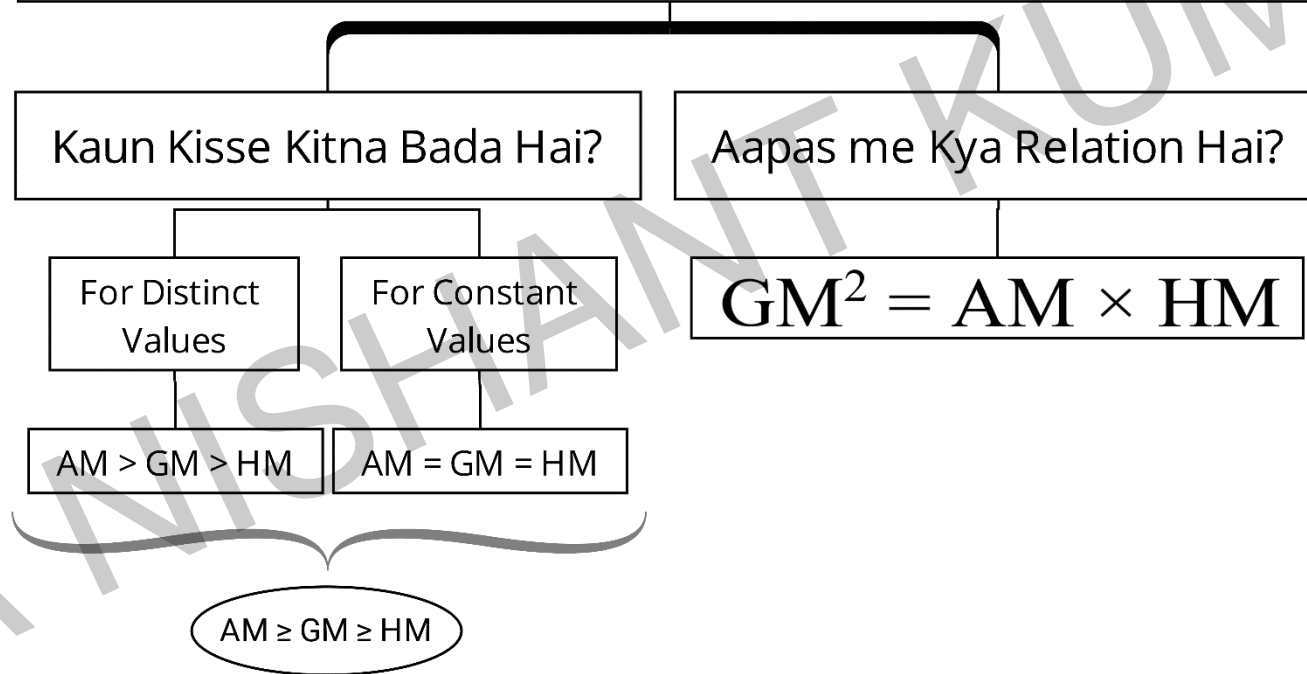 Kaun Kisse Kitna Bada Hai?
Aapas me Kya Relation Hai?
For Distinct
Values
For Constant
Values
GM² = AM × HM
AM > GM > HM
AM = GM = HM
AM ≥ GM ≥ HM
NISHANT